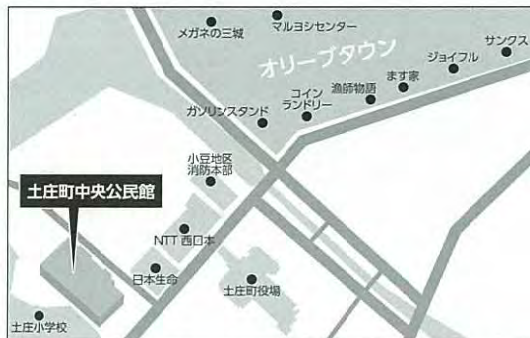 メガネの三城
マルヨシセンター
オリーブタウン
サンクス
ジョイフル
ます家
漁師物語
コイン
ランドリー
ガソリンスタンド
小豆地区
消防本部
土庄町中央公民館
NTT 西日本
日本生命
土庄町役場
土庄小学校